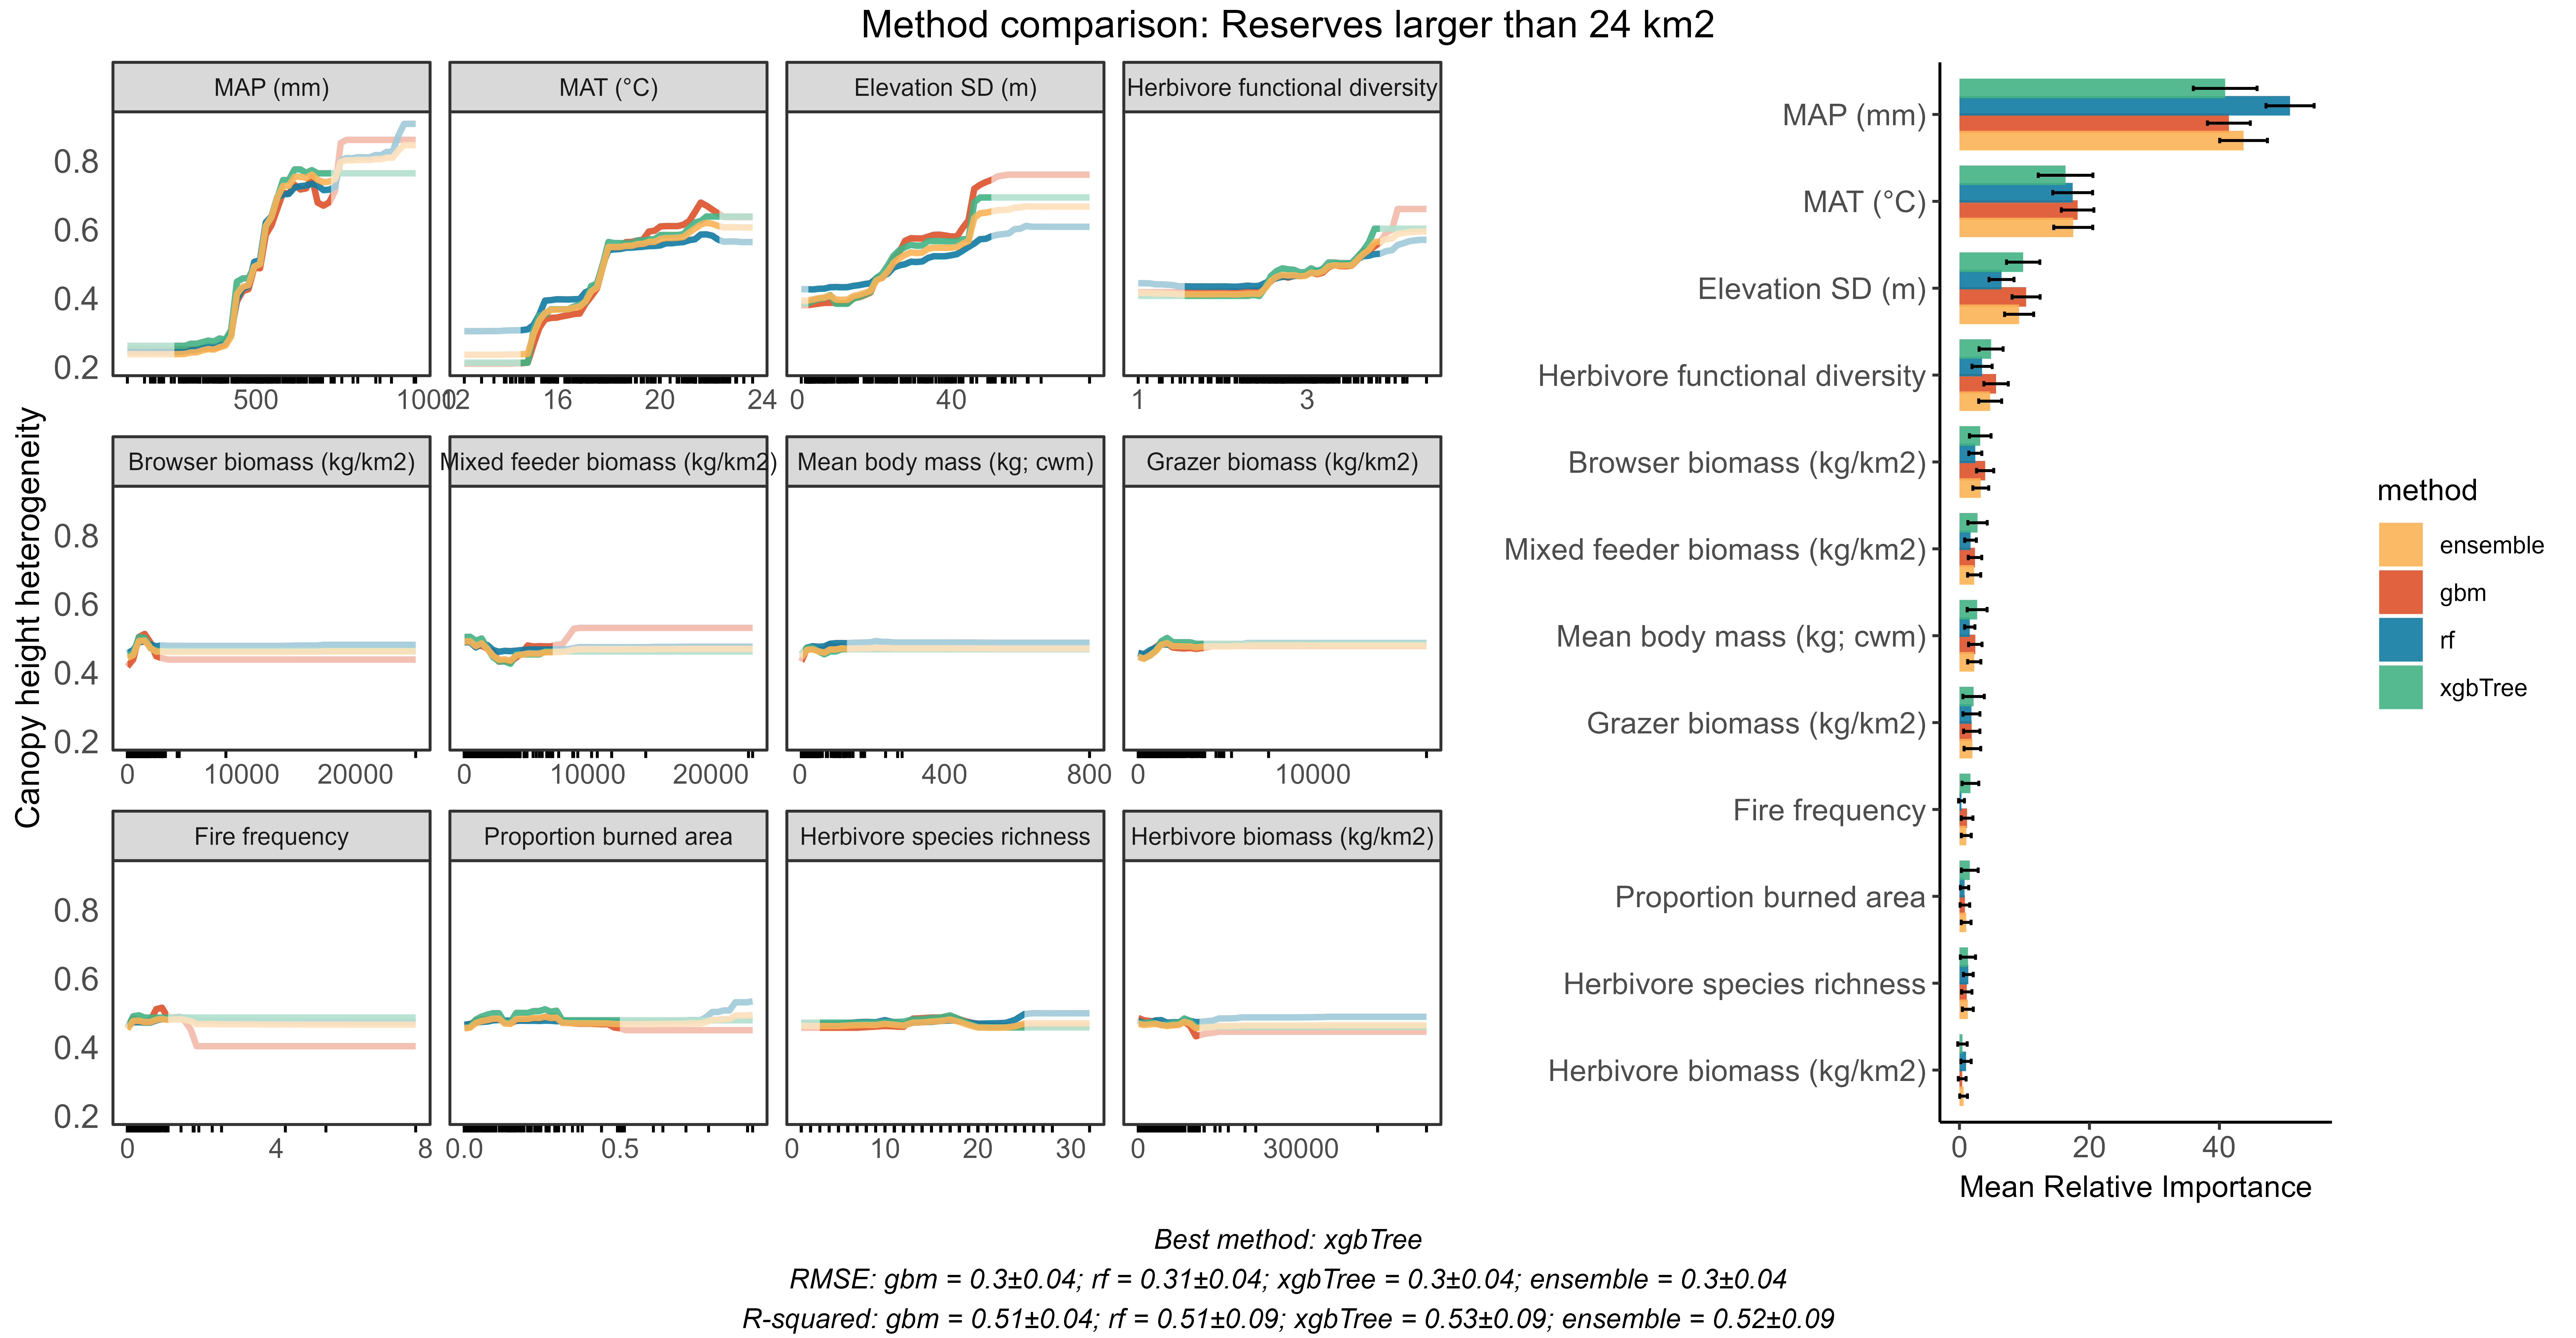 Method comparison: Reserves larger than 24 km2
MAP (mm)
MAT (°C)
Elevation SD (m)
Herbivore functional diversity
0.8
0.6
0.4
0.2
500
1000
12
16
20
24
0
40
1
3
Canopy height heterogeneity
Browser biomass (kg/km2)
Mixed feeder biomass (kg/km2)
Mean body mass (kg; cwm)
Grazer biomass (kg/km2)
0.8
0.6
0.4
0.2
0
10000
20000
0
10000
20000
0
400
800
0
10000
Fire frequency
Proportion burned area
Herbivore species richness
Herbivore biomass (kg/km2)
0.8
0.6
0.4
0.2
0
4
8
0.0
0.5
0
10
20
30
0
30000
MAP (mm)
MAT (°C)
Elevation SD (m)
Herbivore functional diversity
Browser biomass (kg/km2)
Mixed feeder biomass (kg/km2)
Mean body mass (kg; cwm)
Grazer biomass (kg/km2)
Fire frequency
Proportion burned area
Herbivore species richness
Herbivore biomass (kg/km2)
0
20
40
Mean Relative Importance
method
ensemble
gbm
rf
xgbTree
Best method: xgbTree
RMSE: gbm = 0.3±0.04; rf = 0.31±0.04; xgbTree = 0.3±0.04; ensemble = 0.3±0.04
R-squared: gbm = 0.51±0.04; rf = 0.51±0.09; xgbTree = 0.53±0.09; ensemble = 0.52±0.09